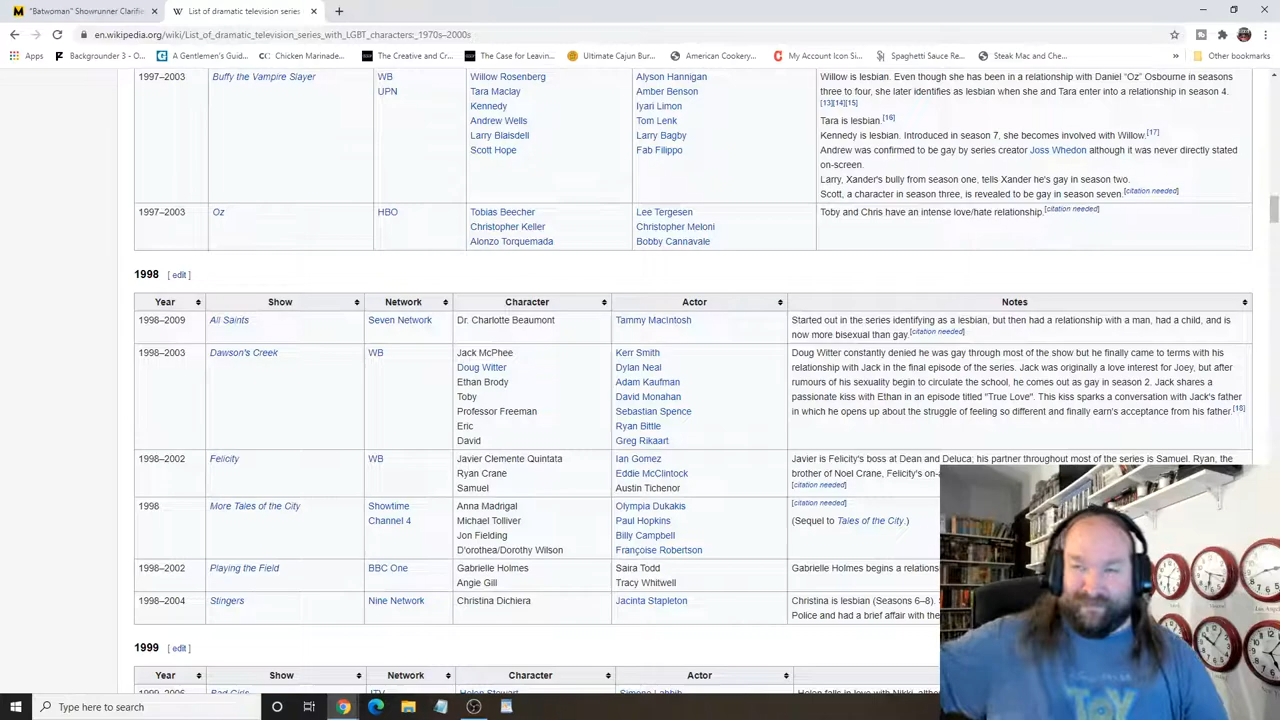 "Batwoman" Showrunner Clarifie
List of dramatic television series
en.wikipedia.org/wiki/List_of_dramatic_television_series_with_LGBT_characters:_1970s–2000s
Apps
Backgrounder 3 - O...
A Gentlemen's Guid...
Chicken Marinade...
The Creative and Cr...
The Case for Leavin...
Ultimate Cajun Bur...
American Cookery...
My Account Icon Si...
Spaghetti Sauce Re...
Steak Mac and Che...
»
Other bookmarks
1997–2003 Buffy the Vampire Slayer WB Willow Rosenberg Alyson Hannigan Willow is lesbian. Even though she has been in a relationship with Daniel "Oz" Osbourne in seasons
UPN Tara Maclay Amber Benson three to four, she later identifies as lesbian when she and Tara enter into a relationship in season 4.
Kennedy Iyari Limon [13][14][15]
Andrew Wells Tom Lenk Tara is lesbian.[16]
Larry Blaisdell Larry Bagby Kennedy is lesbian. Introduced in season 7, she becomes involved with Willow.[17]
Scott Hope Fab Filippo Andrew was confirmed to be gay by series creator Joss Whedon although it was never directly stated
on-screen.
Larry, Xander's bully from season one, tells Xander he's gay in season two.
Scott, a character in season three, is revealed to be gay in season seven.[citation needed]
1997–2003 Oz HBO Tobias Beecher Lee Tergesen Toby and Chris have an intense love/hate relationship.[citation needed]
Christopher Keller Christopher Meloni
Alonzo Torquemada Bobby Cannavale
1998 [ edit ]
Year Show Network Character Actor Notes
1998–2009 All Saints Seven Network Dr. Charlotte Beaumont Tammy MacIntosh Started out in the series identifying as a lesbian, but then had a relationship with a man, had a child, and is
now more bisexual than gay.[citation needed]
1998–2003 Dawson's Creek WB Jack McPhee Kerr Smith Doug Witter constantly denied he was gay through most of the show but he finally came to terms with his
Doug Witter Dylan Neal relationship with Jack in the final episode of the series. Jack was originally a love interest for Joey, but after
Ethan Brody Adam Kaufman rumours of his sexuality begin to circulate the school, he comes out as gay in season 2. Jack shares a
Toby David Monahan passionate kiss with Ethan in an episode titled "True Love". This kiss sparks a conversation with Jack's father
Professor Freeman Sebastian Spence in which he opens up about the struggle of feeling so different and finally earn's acceptance from his father.[18]
Eric Ryan Bittle
David Greg Rikaart
1998–2002 Felicity WB Javier Clemente Quintata Ian Gomez Javier is Felicity's boss at Dean and Deluca; his partner throughout most of the series is Samuel. Ryan, the
Ryan Crane Eddie McClintock brother of Noel Crane, Felicity's on-
Samuel Austin Tichenor [citation needed]
1998 More Tales of the City Showtime Anna Madrigal Olympia Dukakis [citation needed]
Channel 4 Michael Tolliver Paul Hopkins (Sequel to Tales of the City.)
Jon Fielding Billy Campbell
D'orothea/Dorothy Wilson Françoise Robertson
1998–2002 Playing the Field BBC One Gabrielle Holmes Saira Todd Gabrielle Holmes begins a relations
Angie Gill Tracy Whitwell
1998–2004 Stingers Nine Network Christina Dichiera Jacinta Stapleton Christina is lesbian (Seasons 6–8).
Police and had a brief affair with the
1999 [ edit ]
Year Show Network Character Actor
1999–2006 Bad Girls ITV Helen Stewart Simone Lahbib Helen falls in love with Nikki, althou
Type here to search